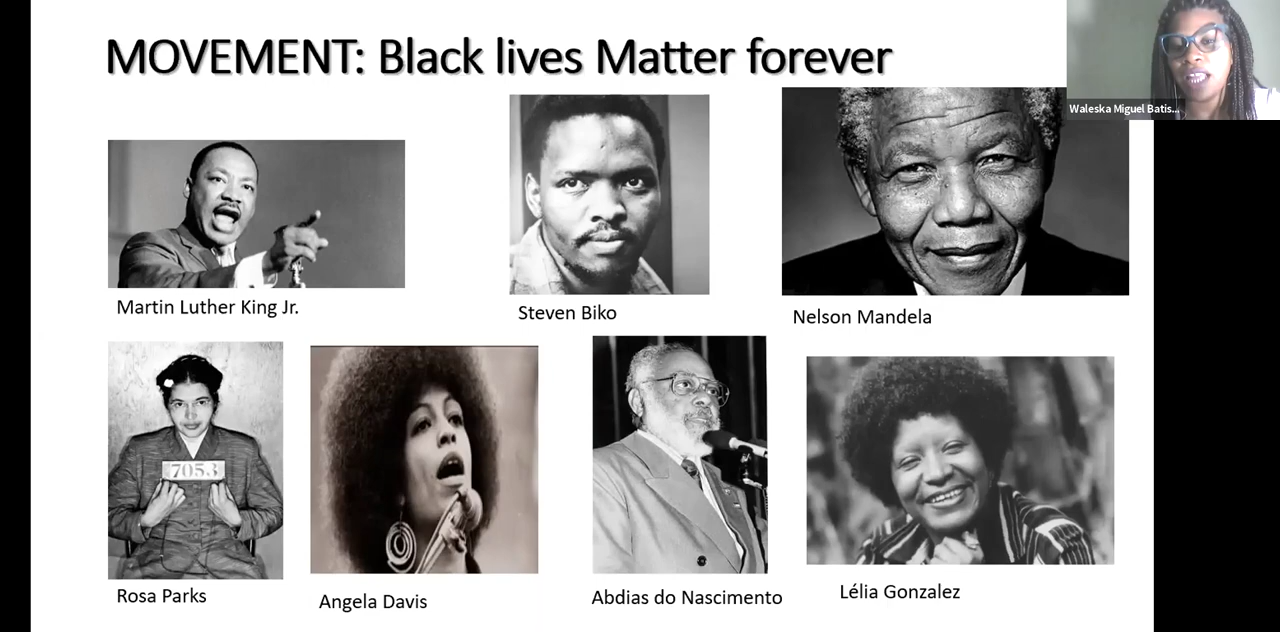 MOVEMENT: Black lives Matter forever
Waleska Miguel Batis...
Martin Luther King Jr.
Steven Biko
Nelson Mandela
7053
Rosa Parks
Angela Davis
Abdias do Nascimento
Lélia Gonzalez